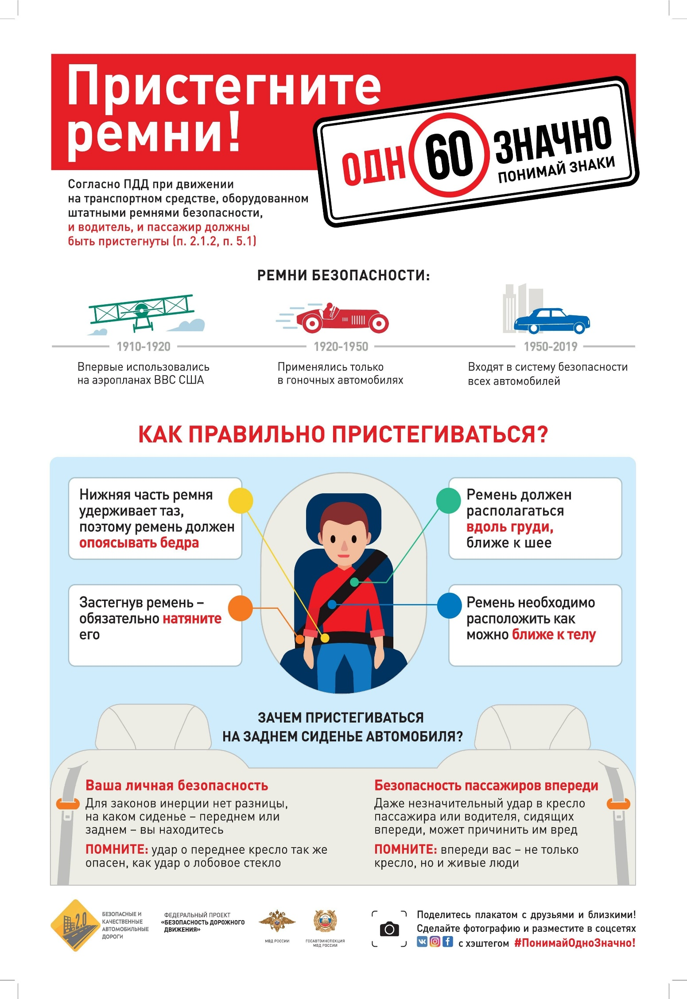 Пристегните
ремни!
ОДН 60 ЗНАЧНО
ПОНИМАЙ ЗНАКИ
Согласно ПДД при движении
на транспортном средстве, оборудованном
штатными ремнями безопасности,
и водитель, и пассажир должны
быть пристегнуты (п. 2.1.2, п. 5.1)
РЕМНИ БЕЗОПАСНОСТИ:
1910-1920
Впервые использовались
на аэропланах ВВС США
1920-1950
Применялись только
в гоночных автомобилях
1950-2019
Входят в систему безопасности
всех автомобилей
КАК ПРАВИЛЬНО ПРИСТЕГИВАТЬСЯ?
Нижняя часть ремня
удерживает таз,
поэтому ремень должен
опоясывать бедра
Ремень должен
располагаться
вдоль груди,
ближе к шее
Застегнув ремень –
обязательно натяните
его
Ремень необходимо
расположить как
можно ближе к телу
ЗАЧЕМ ПРИСТЕГИВАТЬСЯ
НА ЗАДНЕМ СИДЕНЬЕ АВТОМОБИЛЯ?
Ваша личная безопасность
Для законов инерции нет разницы,
на каком сиденье – переднем или
заднем – вы находитесь
ПОМНИТЕ: удар о переднее кресло так же
опасен, как удар о лобовое стекло
Безопасность пассажиров впереди
Даже незначительный удар в кресло
пассажира или водителя, сидящих
впереди, может причинить им вред
ПОМНИТЕ: впереди вас – не только
кресло, но и живые люди
2.0
БЕЗОПАСНЫЕ И
КАЧЕСТВЕННЫЕ
АВТОМОБИЛЬНЫЕ
ДОРОГИ
ФЕДЕРАЛЬНЫЙ ПРОЕКТ
«БЕЗОПАСНОСТЬ ДОРОЖНОГО
ДВИЖЕНИЯ»
МВД РОССИИ
ГОСАВТОИНСПЕКЦИЯ
МВД РОССИИ
Поделитесь плакатом с друзьями и близкими!
Сделайте фотографию и разместите в соцсетях
с хэштегом #ПонимайОдноЗначно!